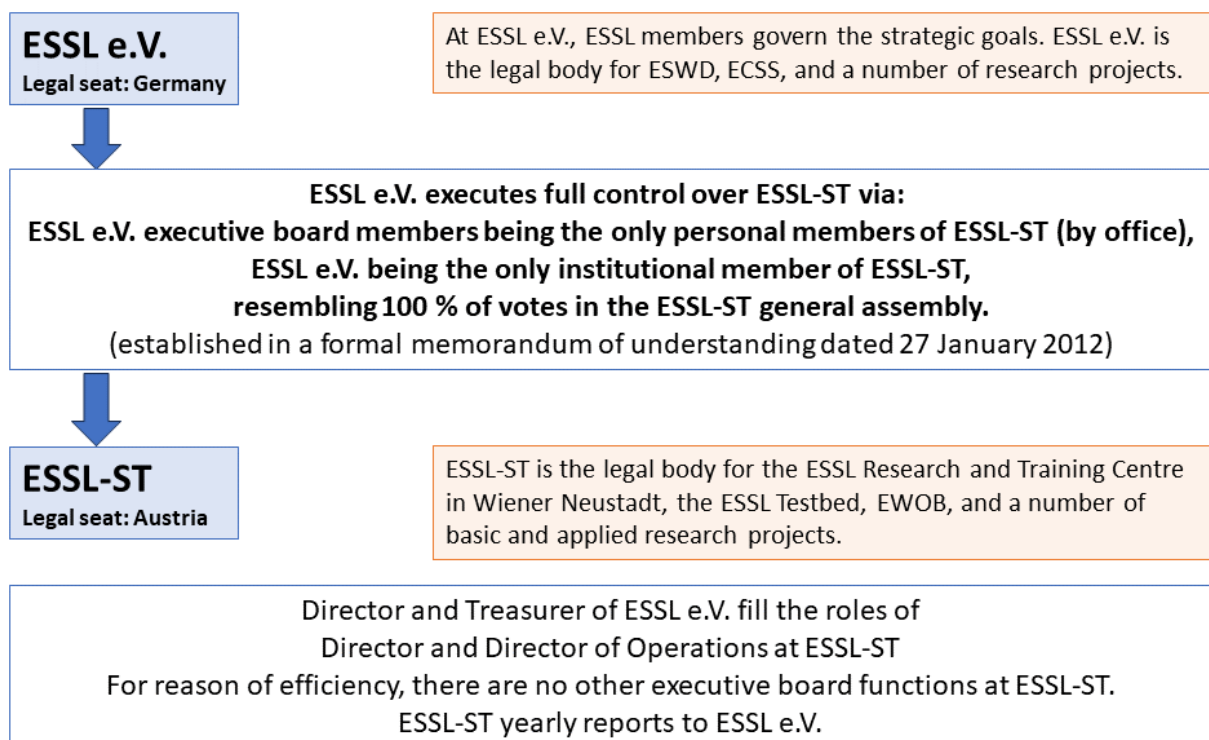 ESSL e.V.
Legal seat: Germany
At ESSL e.V., ESSL members govern the strategic goals. ESSL e.V. is
the legal body for ESWD, ECSS, and a number of research projects.
ESSL e.V. executes full control over ESSL-ST via:
ESSL e.V. executive board members being the only personal members of ESSL-ST (by office),
ESSL e.V. being the only institutional member of ESSL-ST,
resembling 100 % of votes in the ESSL-ST general assembly.
(established in a formal memorandum of understanding dated 27 January 2012)
ESSL-ST
Legal seat: Austria
ESSL-ST is the legal body for the ESSL Research and Training Centre
in Wiener Neustadt, the ESSL Testbed, EWOB, and a number of
basic and applied research projects.
Director and Treasurer of ESSL e.V. fill the roles of
Director and Director of Operations at ESSL-ST
For reason of efficiency, there are no other executive board functions at ESSL-ST.
ESSL-ST yearly reports to ESSL e.V.